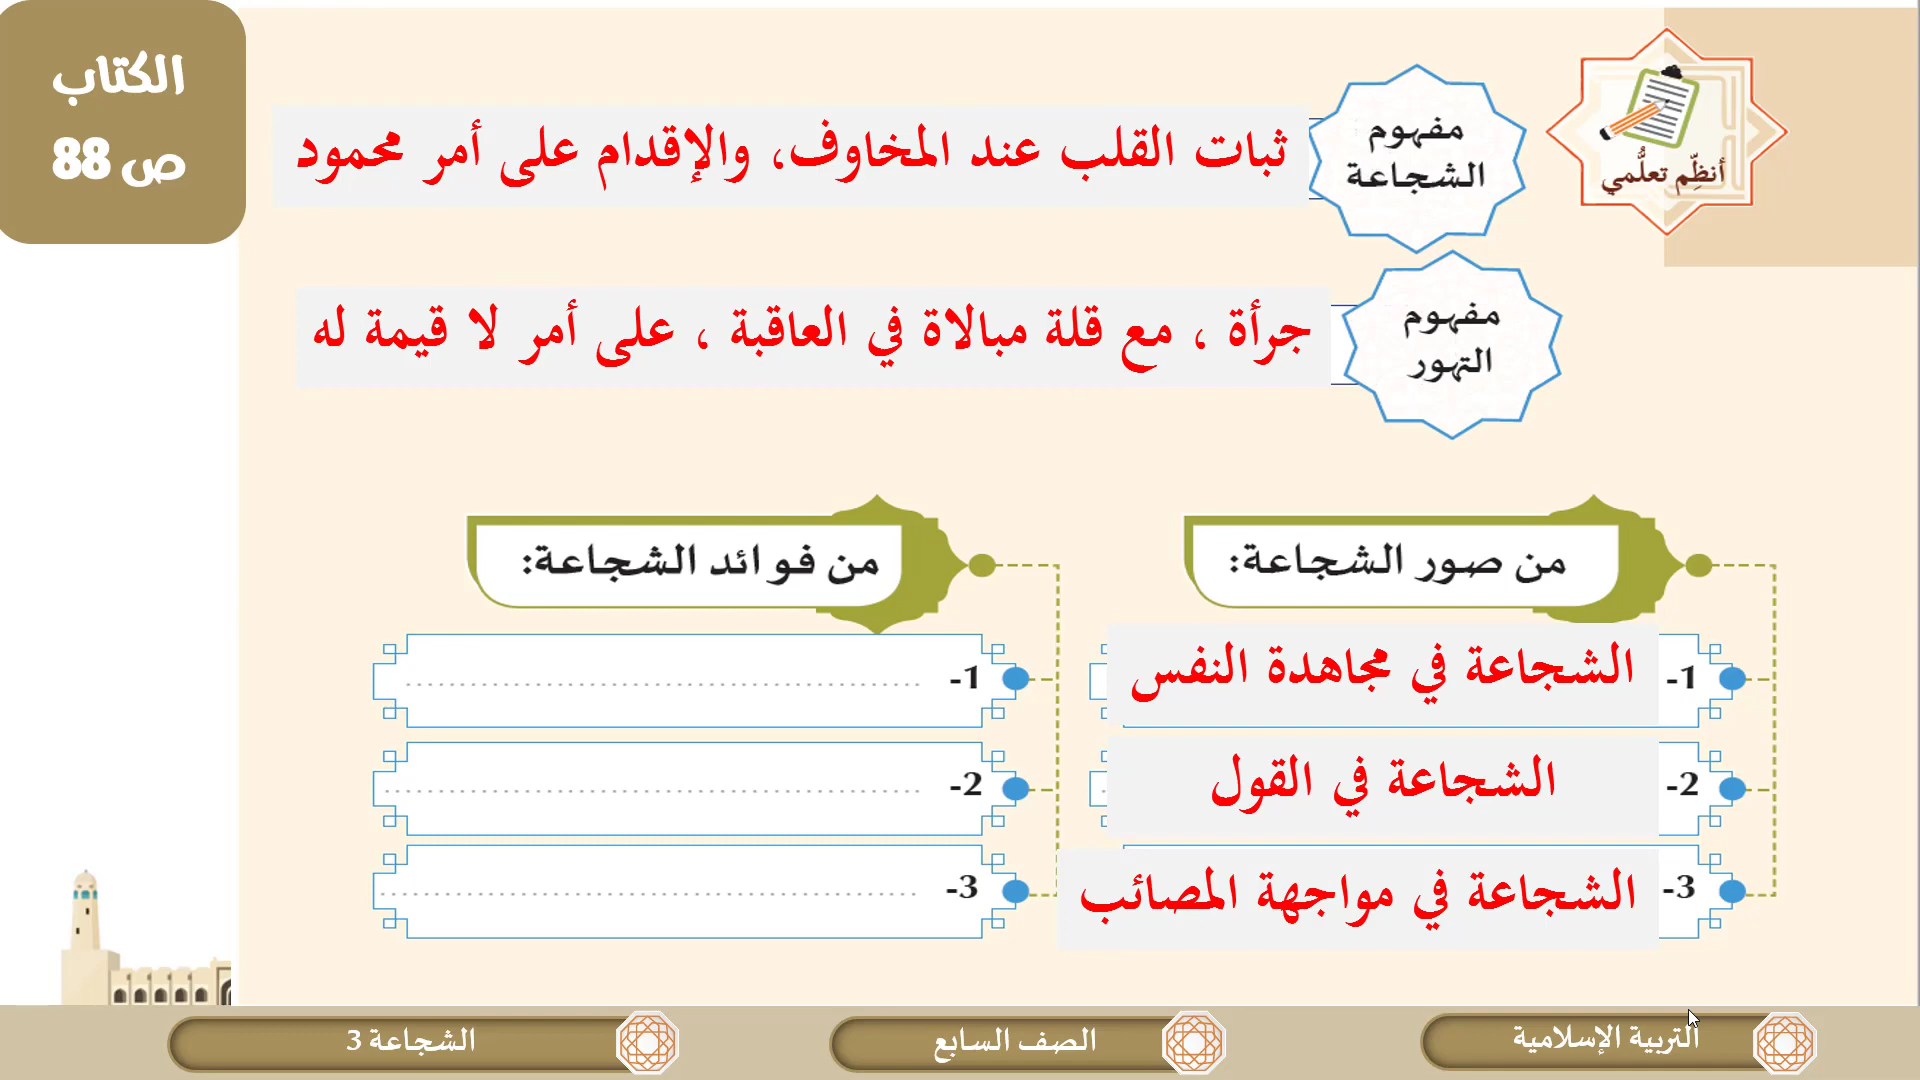 الكتاب
ص 88
أنظِّم تعلُّمي
مفهوم
الشجاعة
ثبات القلب عند المخاوف، والإقدام على أمر محمود
مفهوم
التهور
جرأة ، مع قلة مبالاة في العاقبة ، على أمر لا قيمة له
من صور الشجاعة:
1- الشجاعة في مجاهدة النفس
2- الشجاعة في القول
3- الشجاعة في مواجهة المصائب
من فوائد الشجاعة:
1- ................................................
2- ................................................
3- ................................................
التربية الإسلامية
الصف السابع
الشجاعة 3